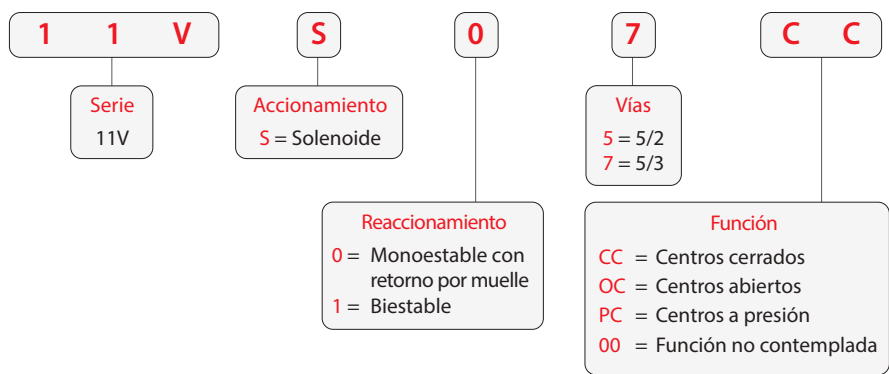 1 1 V S 0 7 C C
Serie
11V
Accionamiento
S = Solenoide
Vías
5 = 5/2
7 = 5/3
Reaccionamiento
0 = Monoestable con
retorno por muelle
1 = Biestable
Función
CC = Centros cerrados
OC = Centros abiertos
PC = Centros a presión
00 = Función no contemplada